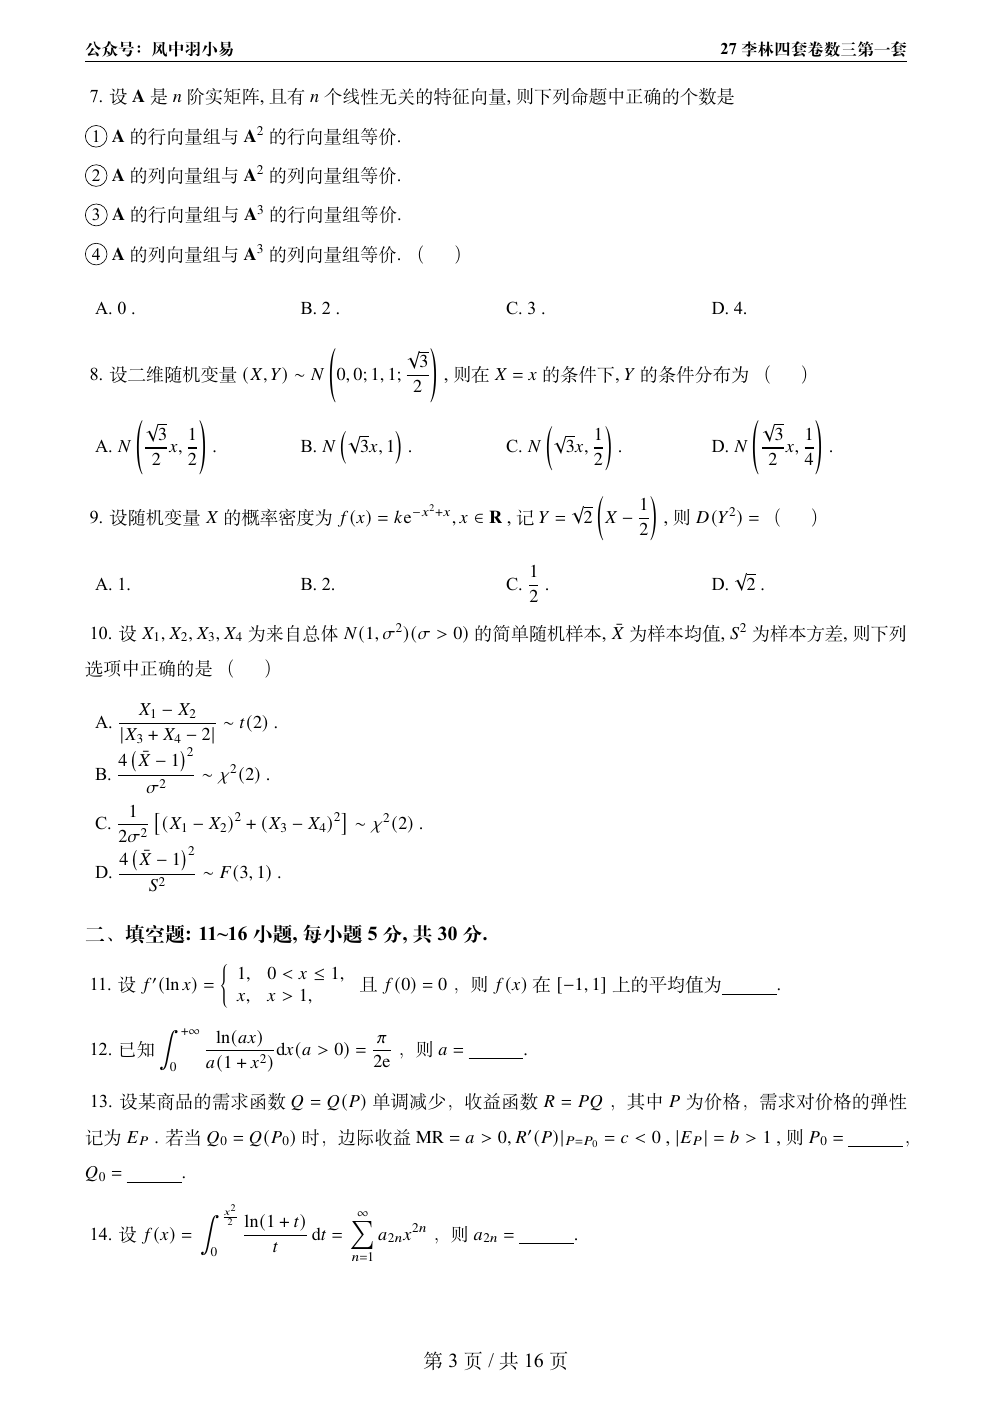 公众号：风中羽小易 27 李林四套卷数三第一套
7. 设 A 是 n 阶实矩阵, 且有 n 个线性无关的特征向量, 则下列命题中正确的个数是
① A 的行向量组与 A² 的行向量组等价.
② A 的列向量组与 A² 的列向量组等价.
③ A 的行向量组与 A³ 的行向量组等价.
④ A 的列向量组与 A³ 的列向量组等价. （ ）
A. 0 . B. 2 . C. 3 . D. 4.
8. 设二维随机变量 (X, Y) ~ N(0, 0; 1, 1; √3/2) , 则在 X = x 的条件下, Y 的条件分布为 （ ）
A. N(√3/2 x, 1/2) . B. N(√3x, 1) . C. N(√3x, 1/2) . D. N(√3/2 x, 1/4) .
9. 设随机变量 X 的概率密度为 f(x) = ke^{−x²+x}, x ∈ R , 记 Y = √2(X − 1/2) , 则 D(Y²) = （ ）
A. 1. B. 2. C. 1/2 . D. √2 .
10. 设 X₁, X₂, X₃, X₄ 为来自总体 N(1, σ²)(σ > 0) 的简单随机样本, X̄ 为样本均值, S² 为样本方差, 则下列
选项中正确的是 （ ）
A. (X₁ − X₂)/|X₃ + X₄ − 2| ~ t(2) .
B. 4(X̄ − 1)²/σ² ~ χ²(2) .
C. 1/(2σ²) [(X₁ − X₂)² + (X₃ − X₄)²] ~ χ²(2) .
D. 4(X̄ − 1)²/S² ~ F(3, 1) .
二、填空题: 11~16 小题, 每小题 5 分, 共 30 分.
11. 设 f′(ln x) = { 1, 0 < x ≤ 1, x, x > 1, 且 f(0) = 0 ，则 f(x) 在 [−1, 1] 上的平均值为______.
12. 已知 ∫₀^{+∞} ln(ax)/(a(1 + x²)) dx(a > 0) = π/(2e) ，则 a = ______.
13. 设某商品的需求函数 Q = Q(P) 单调减少，收益函数 R = PQ ，其中 P 为价格，需求对价格的弹性
记为 E_P . 若当 Q₀ = Q(P₀) 时，边际收益 MR = a > 0, R′(P)|_{P=P₀} = c < 0 , |E_P| = b > 1 , 则 P₀ = ______ ,
Q₀ = ______.
14. 设 f(x) = ∫₀^{x²/2} ln(1 + t)/t dt = ∑_{n=1}^{∞} a_{2n}x^{2n} ，则 a_{2n} = ______.
第 3 页 / 共 16 页